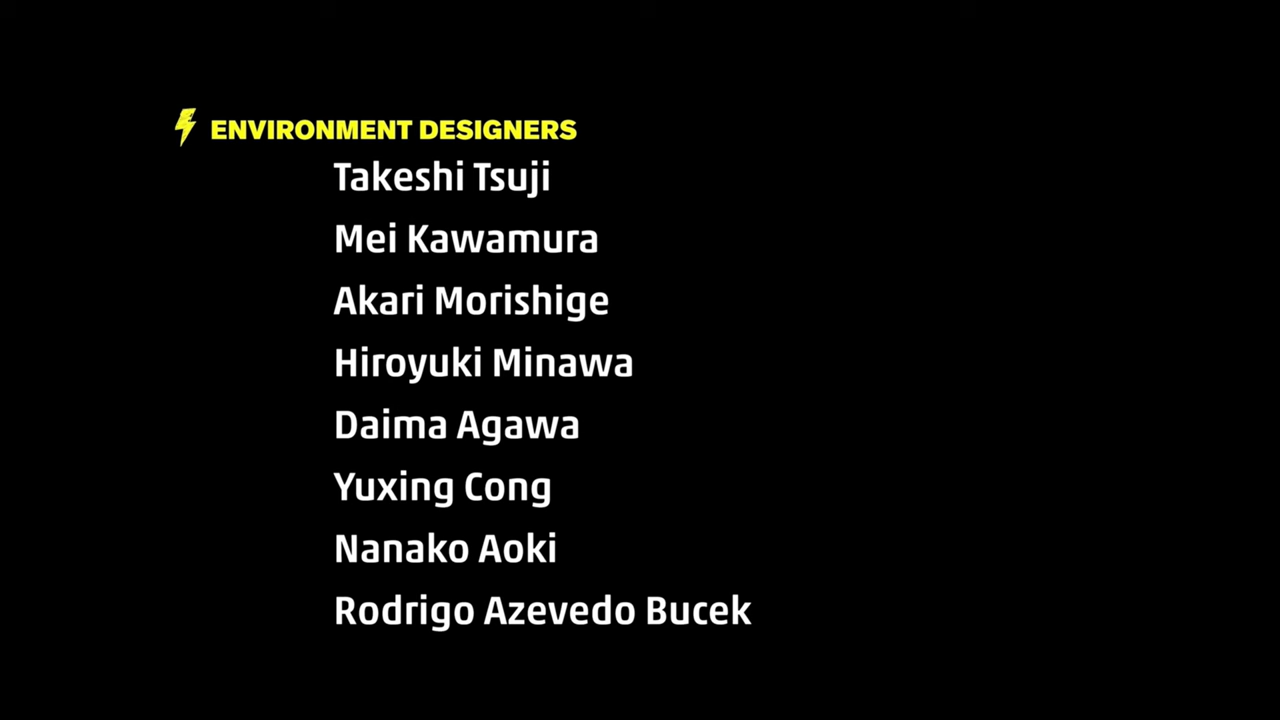 ENVIRONMENT DESIGNERS
Takeshi Tsuji
Mei Kawamura
Akari Morishige
Hiroyuki Minawa
Daima Agawa
Yuxing Cong
Nanako Aoki
Rodrigo Azevedo Bucek